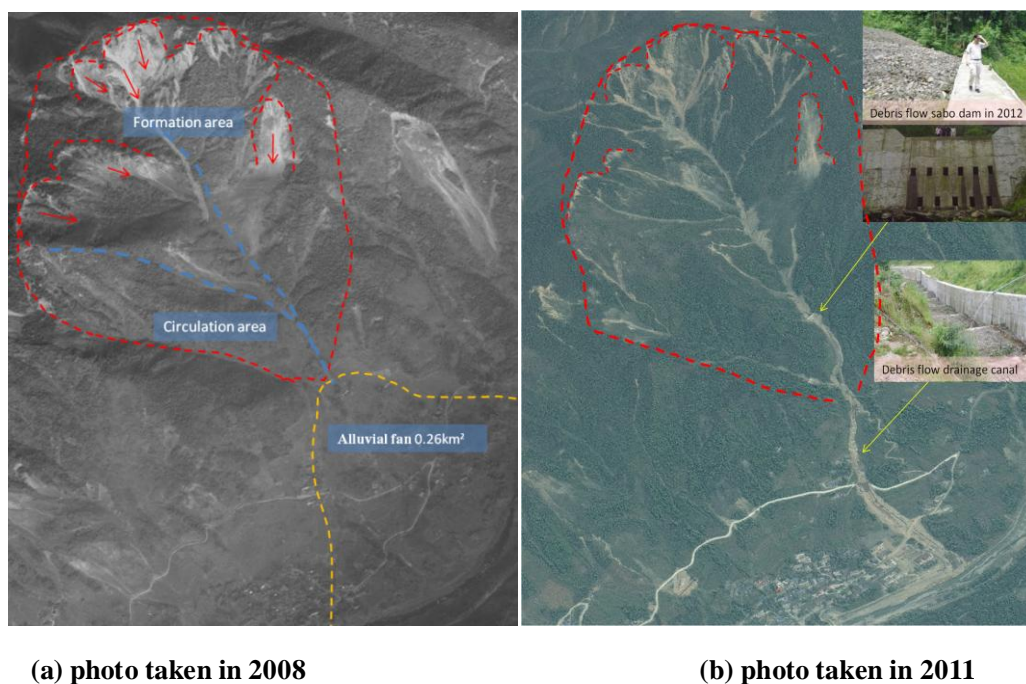 Formation area
Circulation area
Alluvial fan 0.26km²
Debris flow sabo dam in 2012
Debris flow drainage canal
(a) photo taken in 2008
(b) photo taken in 2011